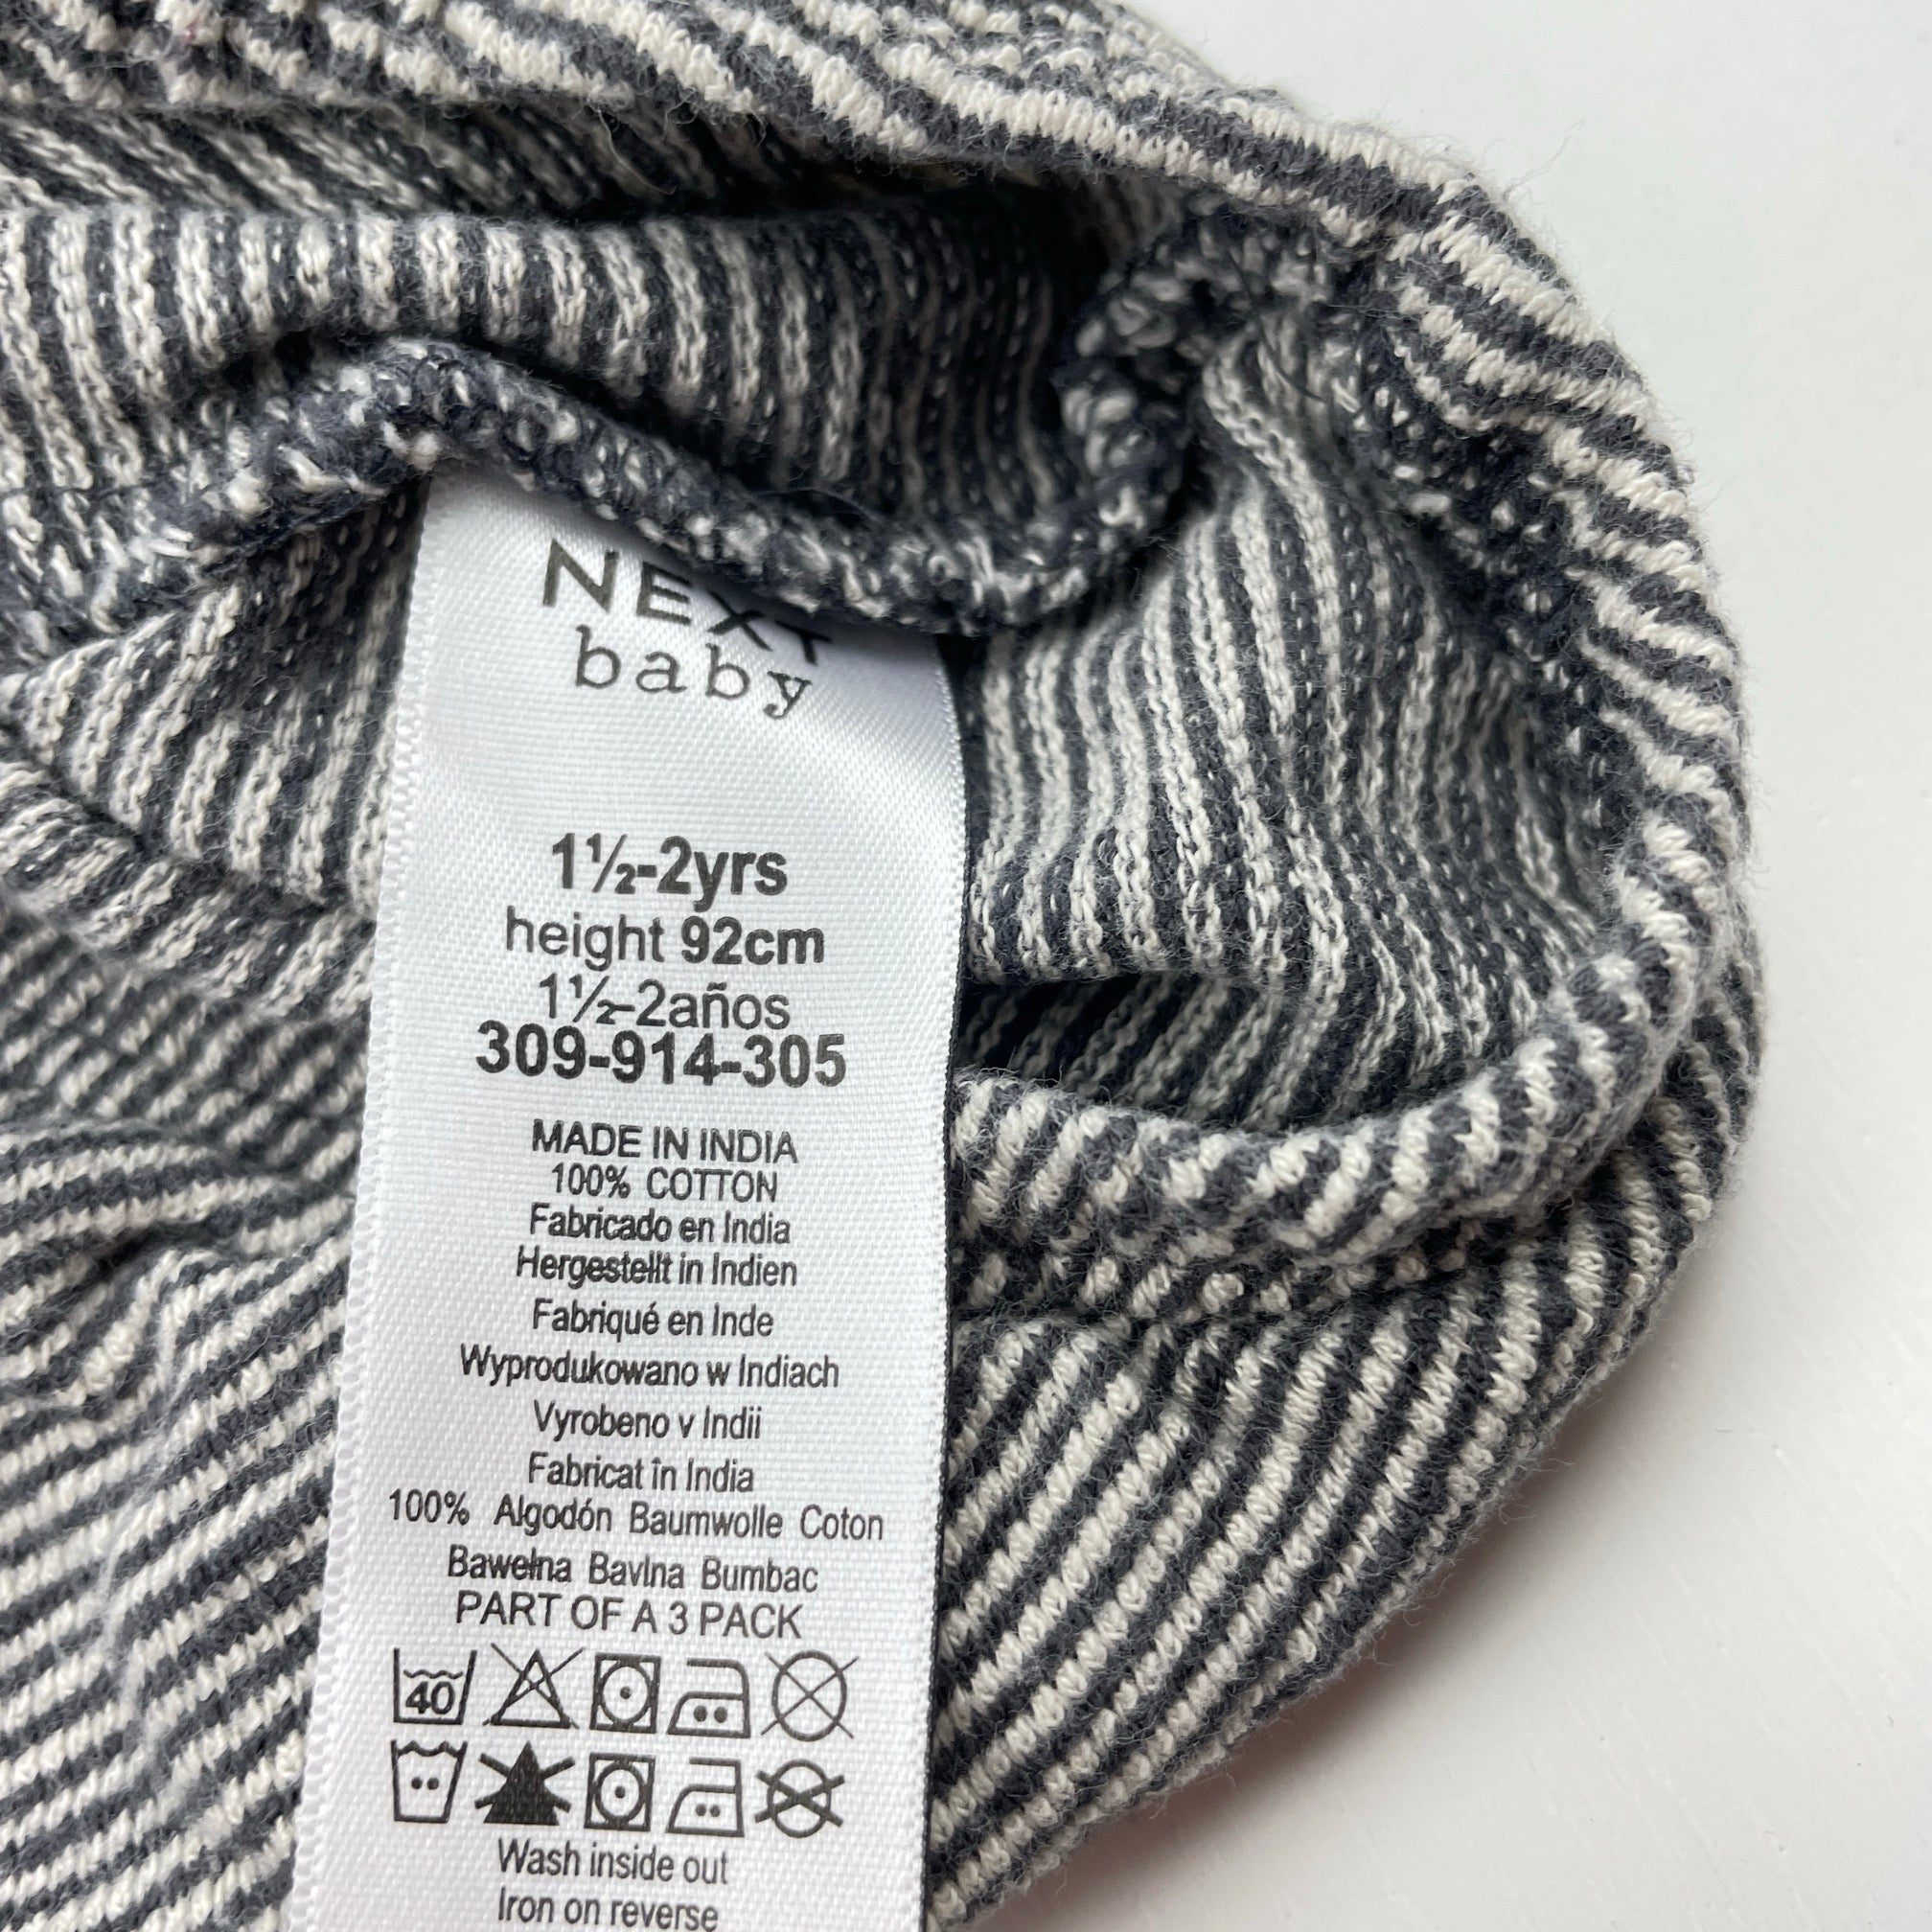 NEXT
baby
1½-2yrs
height 92cm
1½-2años
309-914-305
MADE IN INDIA
100% COTTON
Fabricado en India
Hergestellt in Indien
Fabriqué en Inde
Wyprodukowano w Indiach
Vyrobeno v Indii
Fabricat în India
100% Algodón Baumwolle Coton
Bawełna Bavlna Bumbac
PART OF A 3 PACK
40
Wash inside out
Iron on reverse